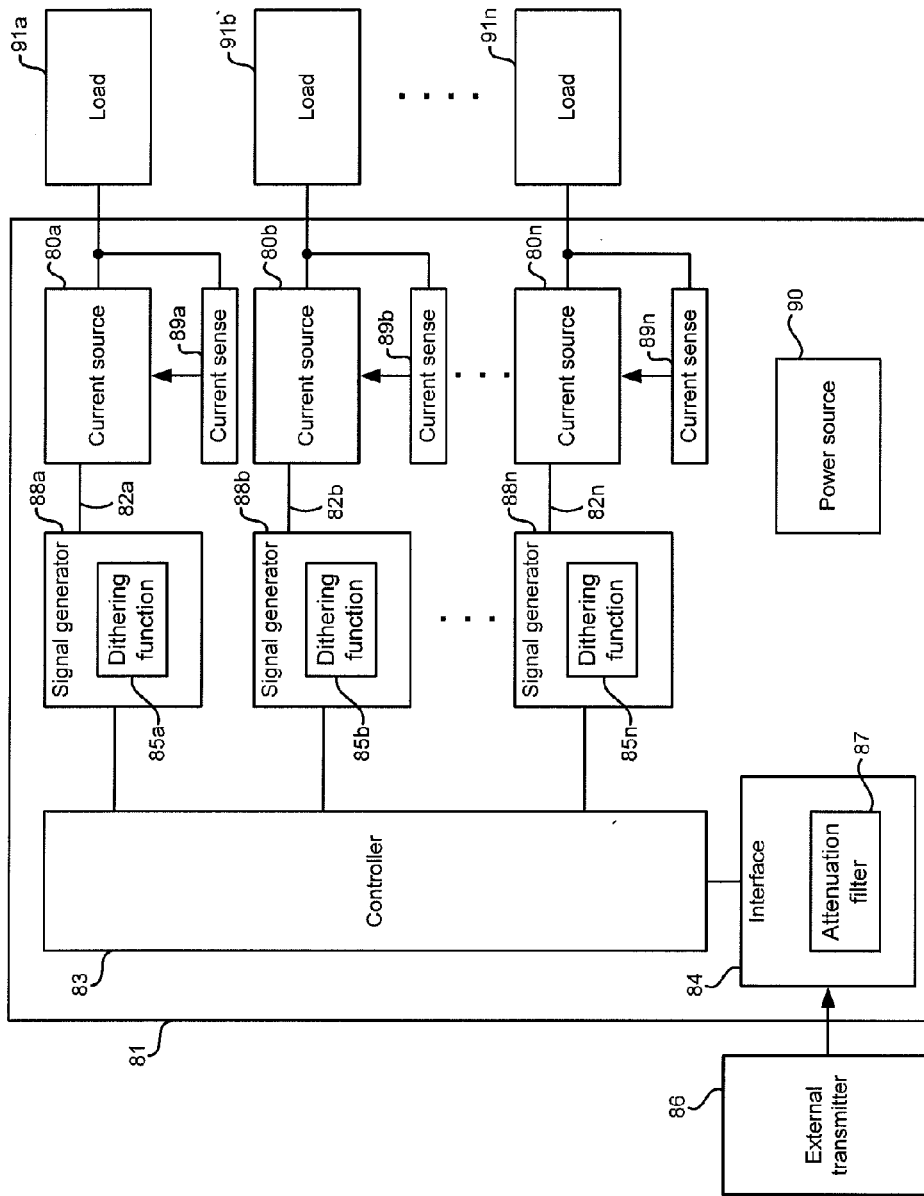 91a
Load
91b
Load
91n
Load
80a
Current source
89a
Current sense
80b
Current source
89b
Current sense
80n
Current source
89n
Current sense
90
Power source
88a
82a
Signal generator
Dithering
function
85a
88b
82b
Signal generator
Dithering
function
85b
88n
82n
Signal generator
Dithering
function
85n
Controller
83
Interface
84
Attenuation
filter
87
81
86
External
transmitter